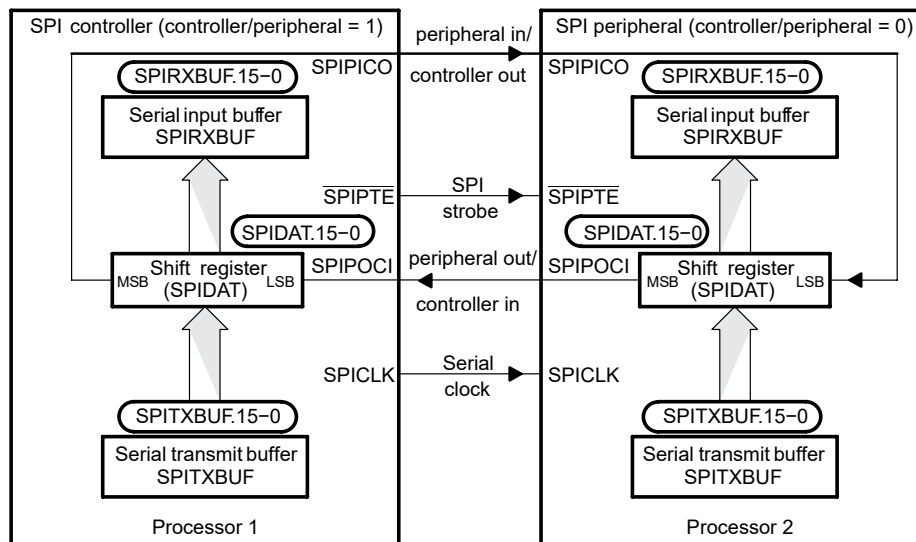 SPI controller (controller/peripheral = 1)
SPIPICO
SPIRXBUF.15−0
Serial input buffer
SPIRXBUF
SPIPTE
SPIDAT.15−0
SPIPOCI
MSB
Shift register
(SPIDAT)
LSB
SPICLK
SPITXBUF.15−0
Serial transmit buffer
SPITXBUF
Processor 1
peripheral in/
controller out
SPI
strobe
peripheral out/
controller in
Serial
clock
SPI peripheral (controller/peripheral = 0)
SPIPICO
SPIRXBUF.15−0
Serial input buffer
SPIRXBUF
SPIPTE
SPIDAT.15−0
SPIPOCI
MSB
Shift register
(SPIDAT)
LSB
SPICLK
SPITXBUF.15−0
Serial transmit buffer
SPITXBUF
Processor 2